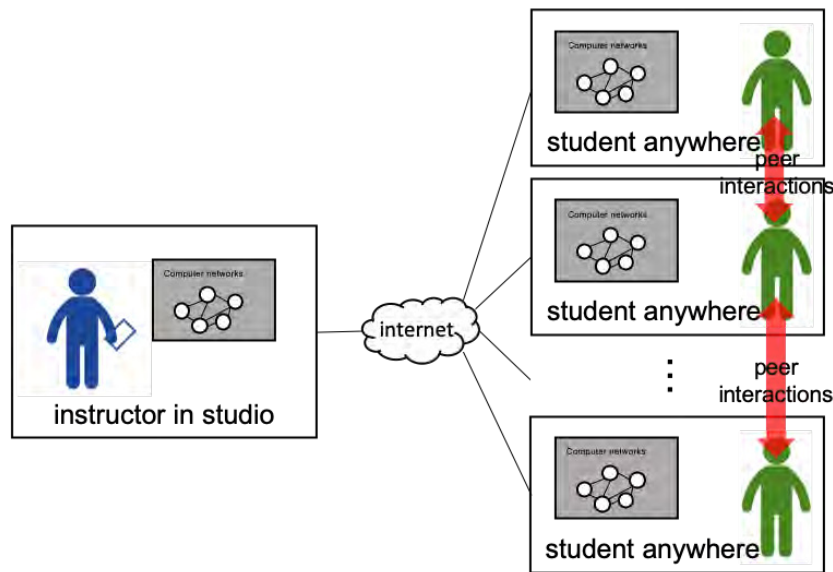 Computer networks
student anywhere
peer
interactions
Computer networks
student anywhere
Computer networks
instructor in studio
internet
peer
interactions
Computer networks
student anywhere